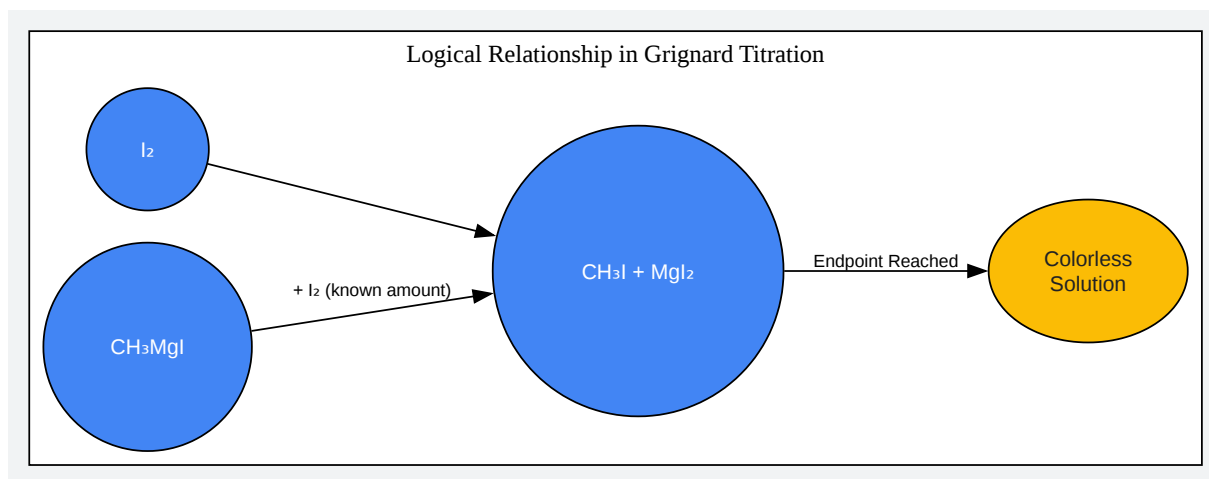 Logical Relationship in Grignard Titration
I₂
CH₃MgI
+ I₂ (known amount)
CH₃I + MgI₂
Endpoint Reached
Colorless
Solution